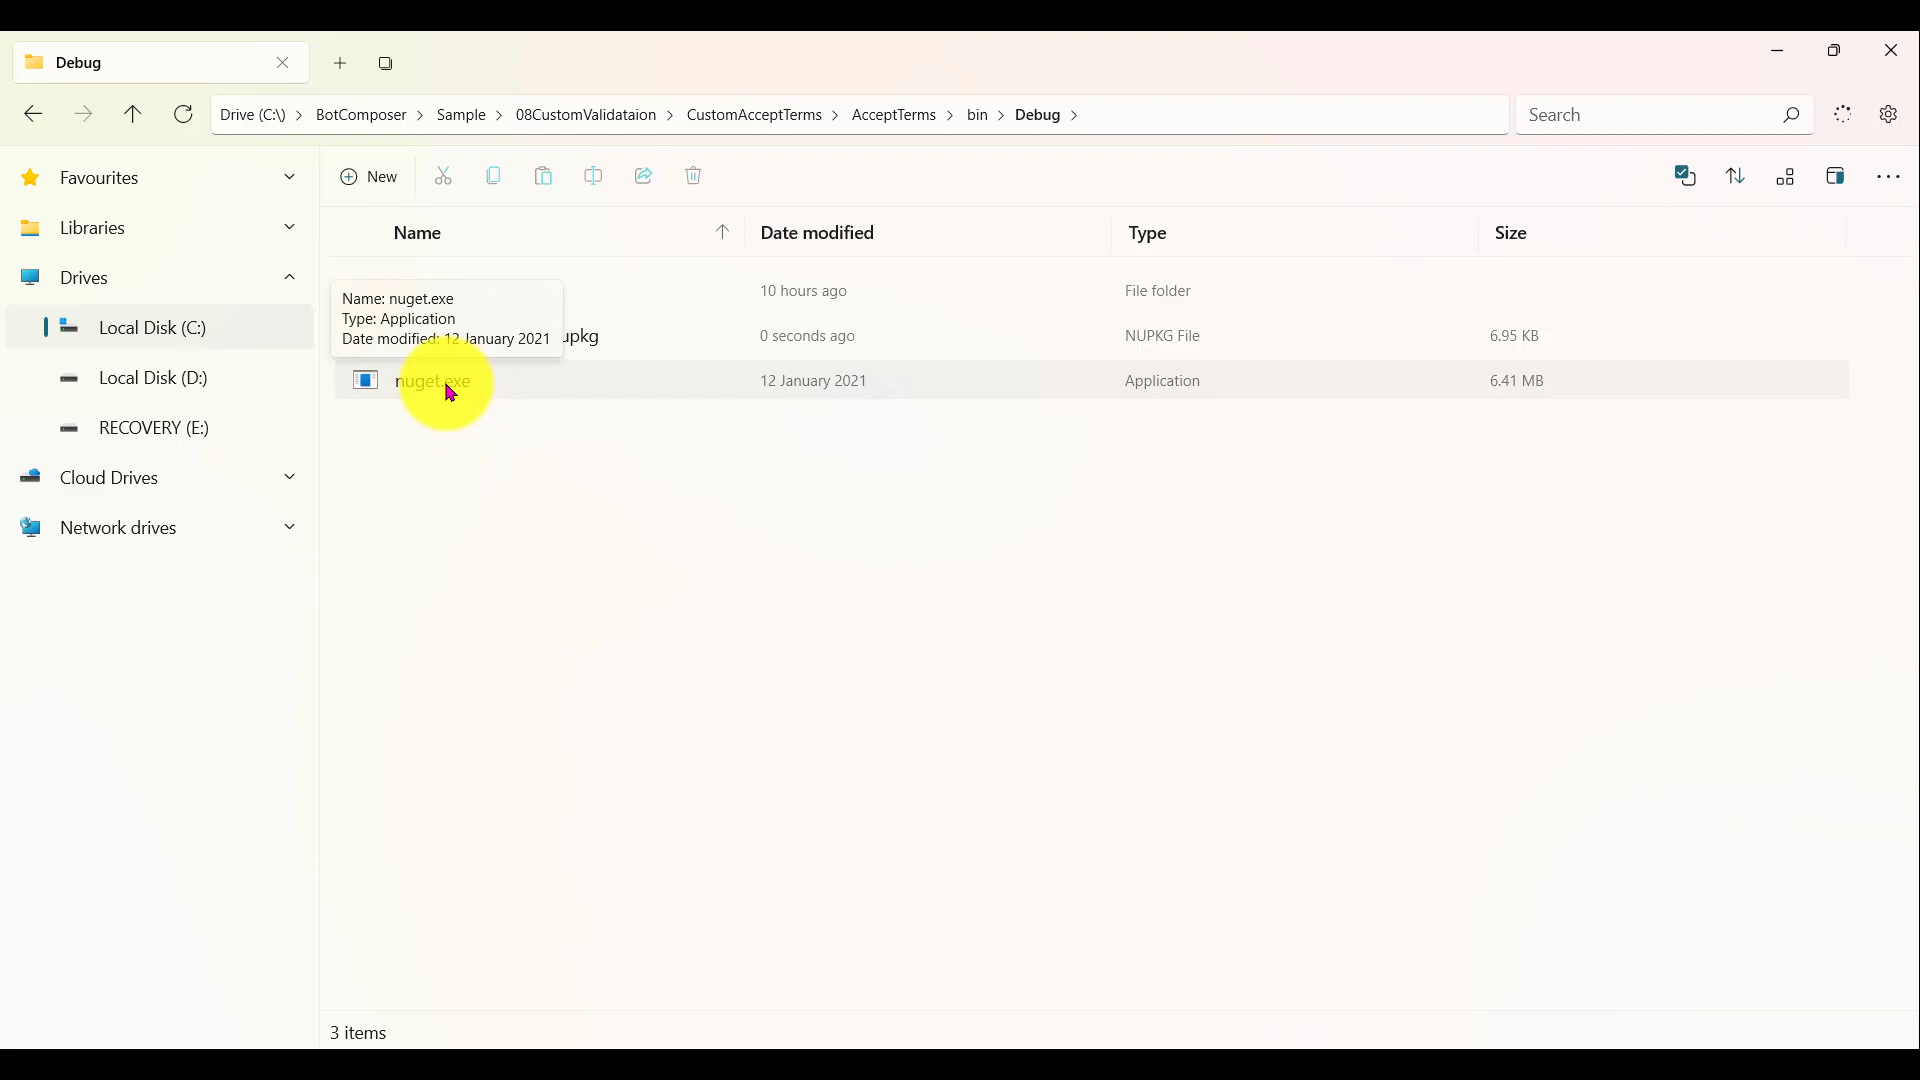 Debug
Drive (C:\) > BotComposer > Sample > 08CustomValidataion > CustomAcceptTerms > AcceptTerms > bin > Debug >
Search
Favourites
Libraries
Drives
Local Disk (C:)
Local Disk (D:)
RECOVERY (E:)
Cloud Drives
Network drives
New
Name Date modified Type Size
10 hours ago File folder
Name: nuget.exe
Type: Application
Date modified: 12 January 2021
upkg 0 seconds ago NUPKG File 6.95 KB
nuget.exe 12 January 2021 Application 6.41 MB
3 items